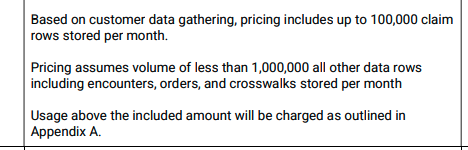 Based on customer data gathering, pricing includes up to 100,000 claim
rows stored per month.
Pricing assumes volume of less than 1,000,000 all other data rows
including encounters, orders, and crosswalks stored per month
Usage above the included amount will be charged as outlined in
Appendix A.